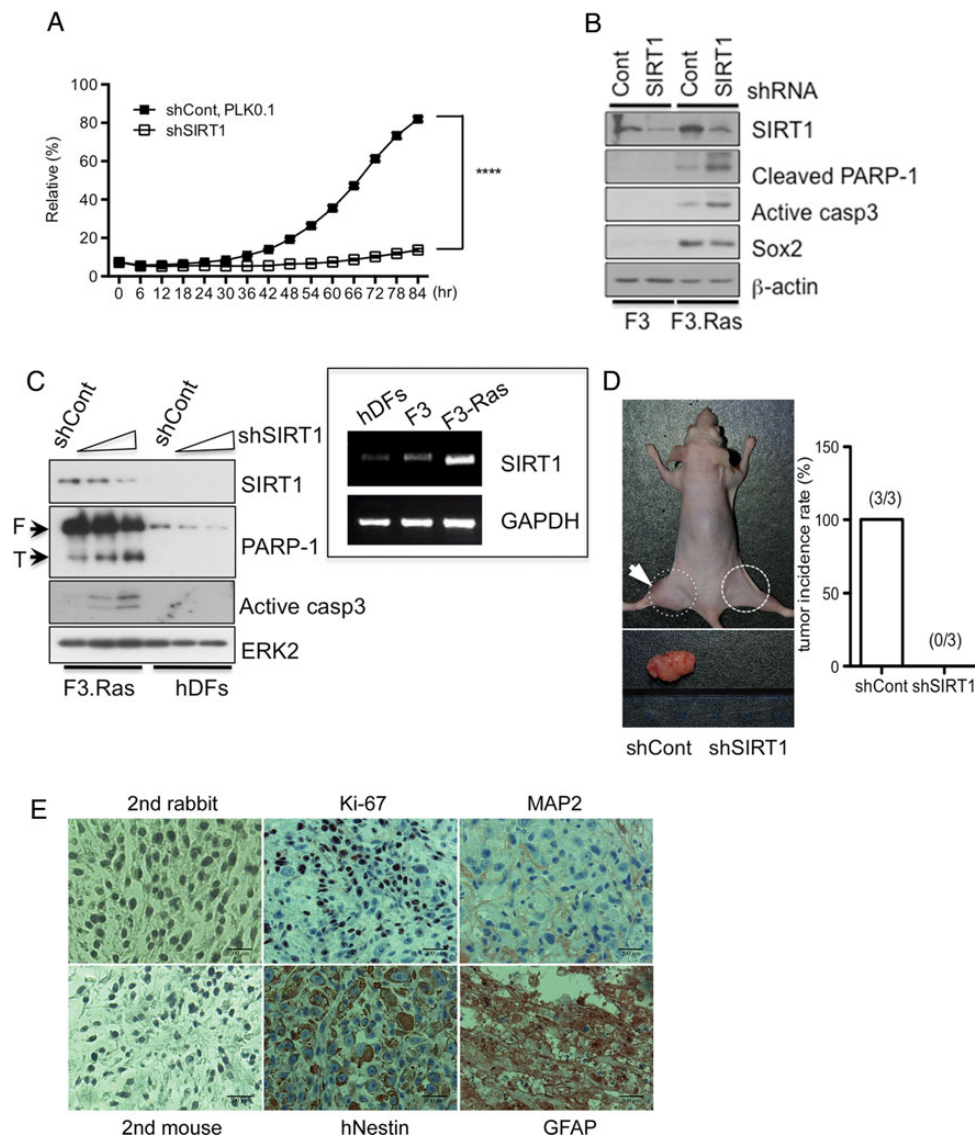 A
Relative (%)
100
80
60
40
20
0
shCont, PLK0.1
shSIRT1
****
0 6 12 18 24 30 36 42 48 54 60 66 72 78 84 (hr)
B
Cont SIRT1 Cont SIRT1
shRNA
SIRT1
Cleaved PARP-1
Active casp3
Sox2
β-actin
F3 F3.Ras
C
shCont shCont
shSIRT1
SIRT1
F
PARP-1
T
Active casp3
ERK2
F3.Ras hDFs
hDFs F3 F3-Ras
SIRT1
GAPDH
D
shCont shSIRT1
tumor incidence rate (%)
150
100
50
0
(3/3)
(0/3)
shCont shSIRT1
E
2nd rabbit Ki-67 MAP2
2nd mouse hNestin GFAP